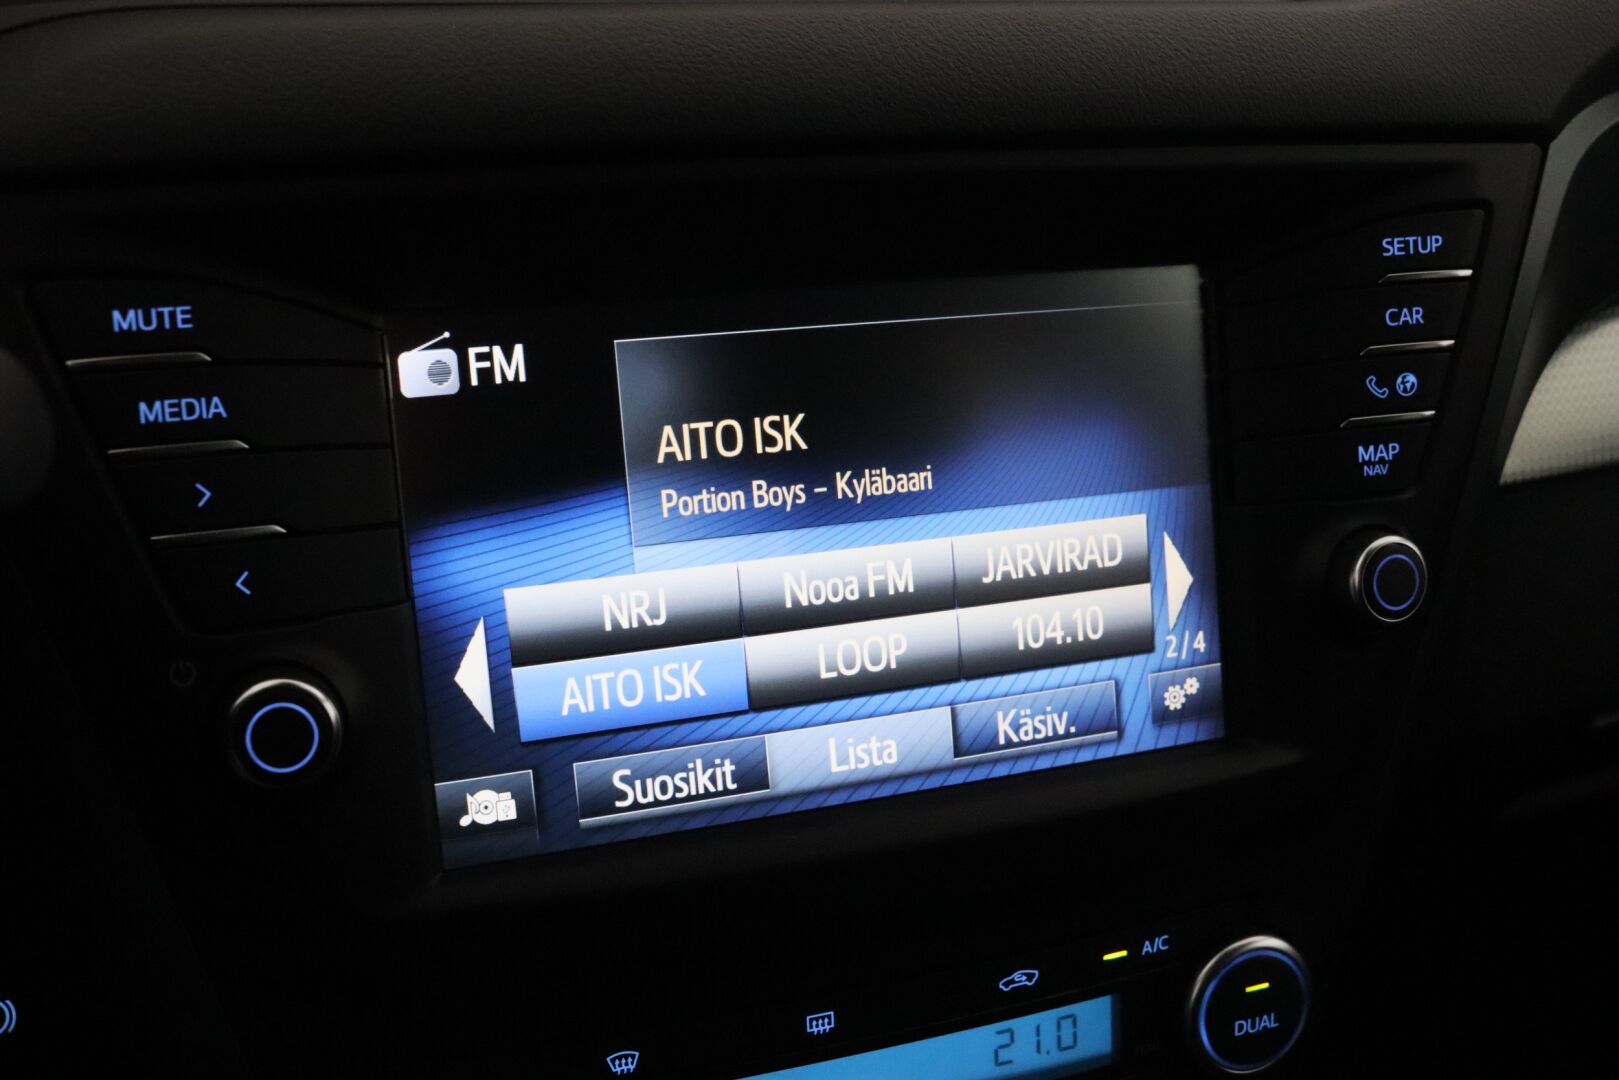 SETUP
MUTE
CAR
FM
MEDIA
AITO ISK
MAP
NAV
Portion Boys – Kyläbaari
>
NRJ
Nooa FM
JARVIRAD
<
AITO ISK
LOOP
104.10
2/4
Suosikit
Lista
Käsiv.
A/C
DUAL
21.0